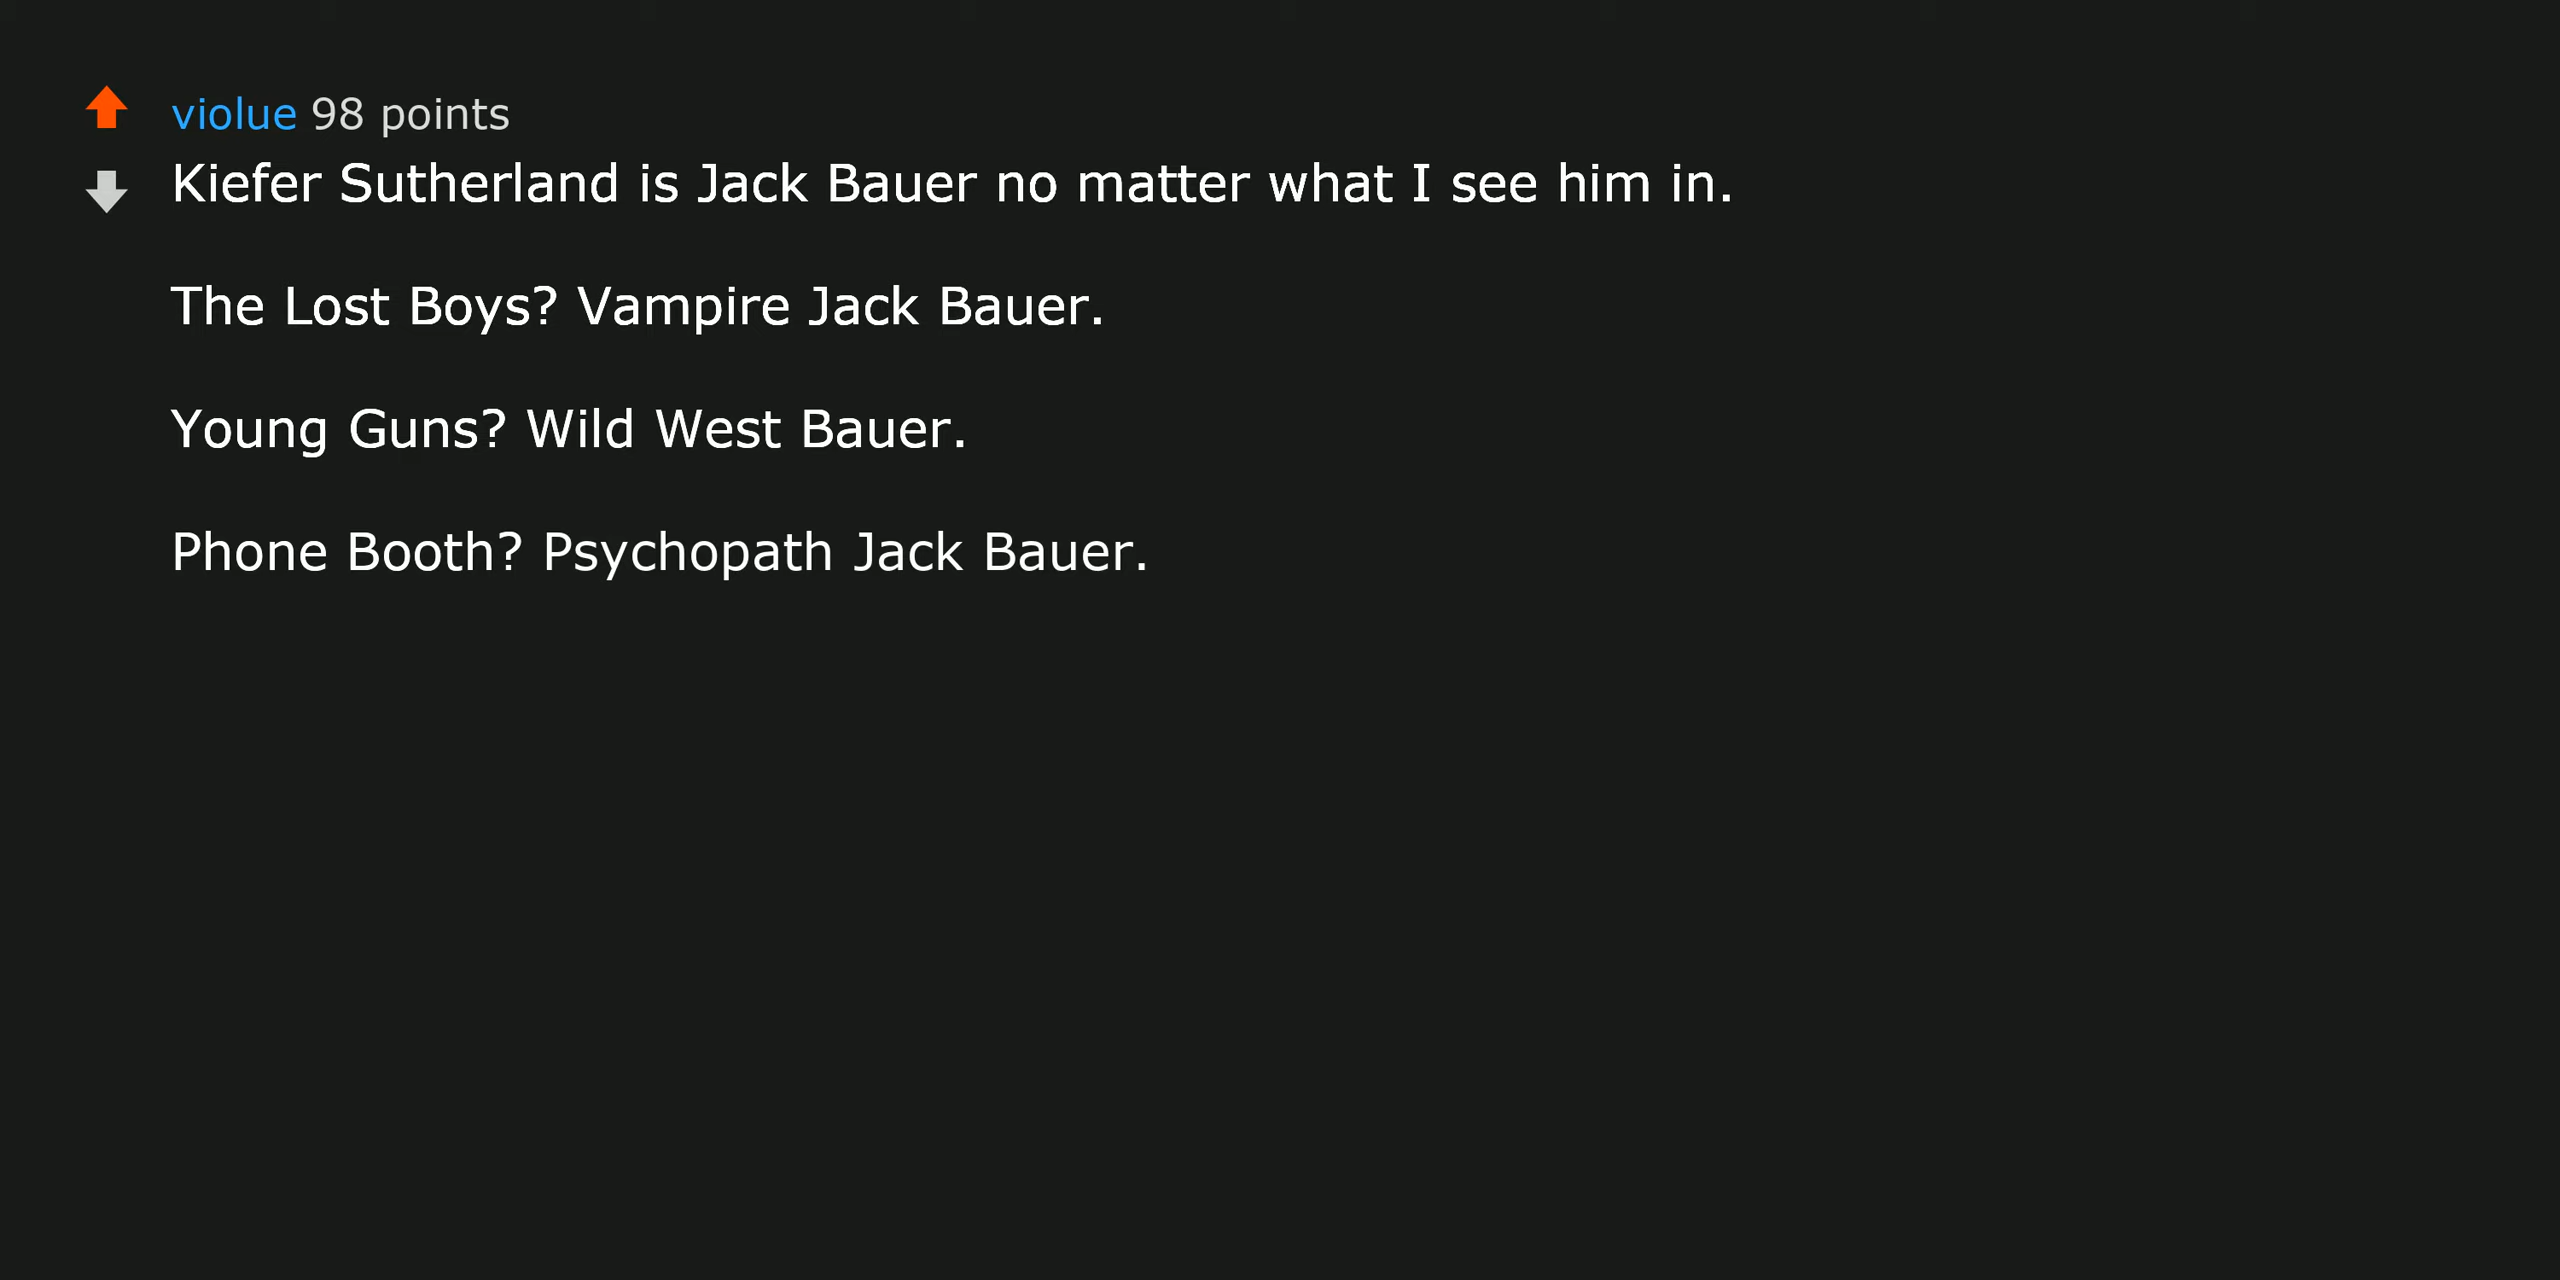 violue 98 points
Kiefer Sutherland is Jack Bauer no matter what I see him in.
The Lost Boys? Vampire Jack Bauer.
Young Guns? Wild West Bauer.
Phone Booth? Psychopath Jack Bauer.